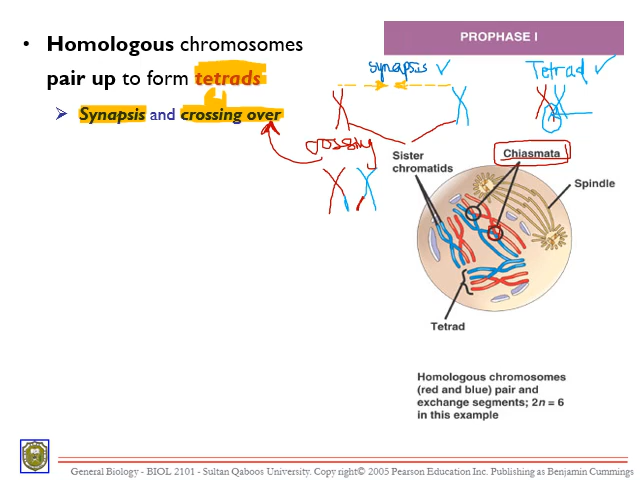 PROPHASE I
• Homologous chromosomes
pair up to form tetrads
➢ Synapsis and crossing over
Synapsis ✓
Tetrad ✓
crossing
Sister
chromatids
Chiasmata
Spindle
Tetrad
Homologous chromosomes
(red and blue) pair and
exchange segments; 2n = 6
in this example
General Biology - BIOL 2101 - Sultan Qaboos University. Copyright© 2005 Pearson Education Inc. Publishing as Benjamin Cummings